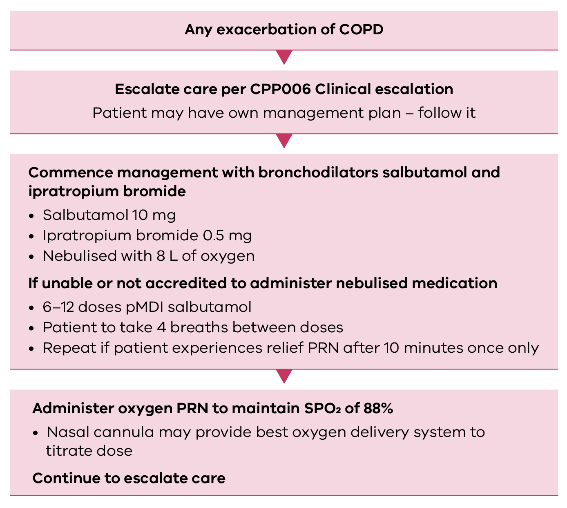 Any exacerbation of COPD
Escalate care per CPP006 Clinical escalation
Patient may have own management plan – follow it
Commence management with bronchodilators salbutamol and
ipratropium bromide
• Salbutamol 10 mg
• Ipratropium bromide 0.5 mg
• Nebulised with 8 L of oxygen
If unable or not accredited to administer nebulised medication
• 6–12 doses pMDI salbutamol
• Patient to take 4 breaths between doses
• Repeat if patient experiences relief PRN after 10 minutes once only
Administer oxygen PRN to maintain SPO₂ of 88%
• Nasal cannula may provide best oxygen delivery system to
titrate dose
Continue to escalate care